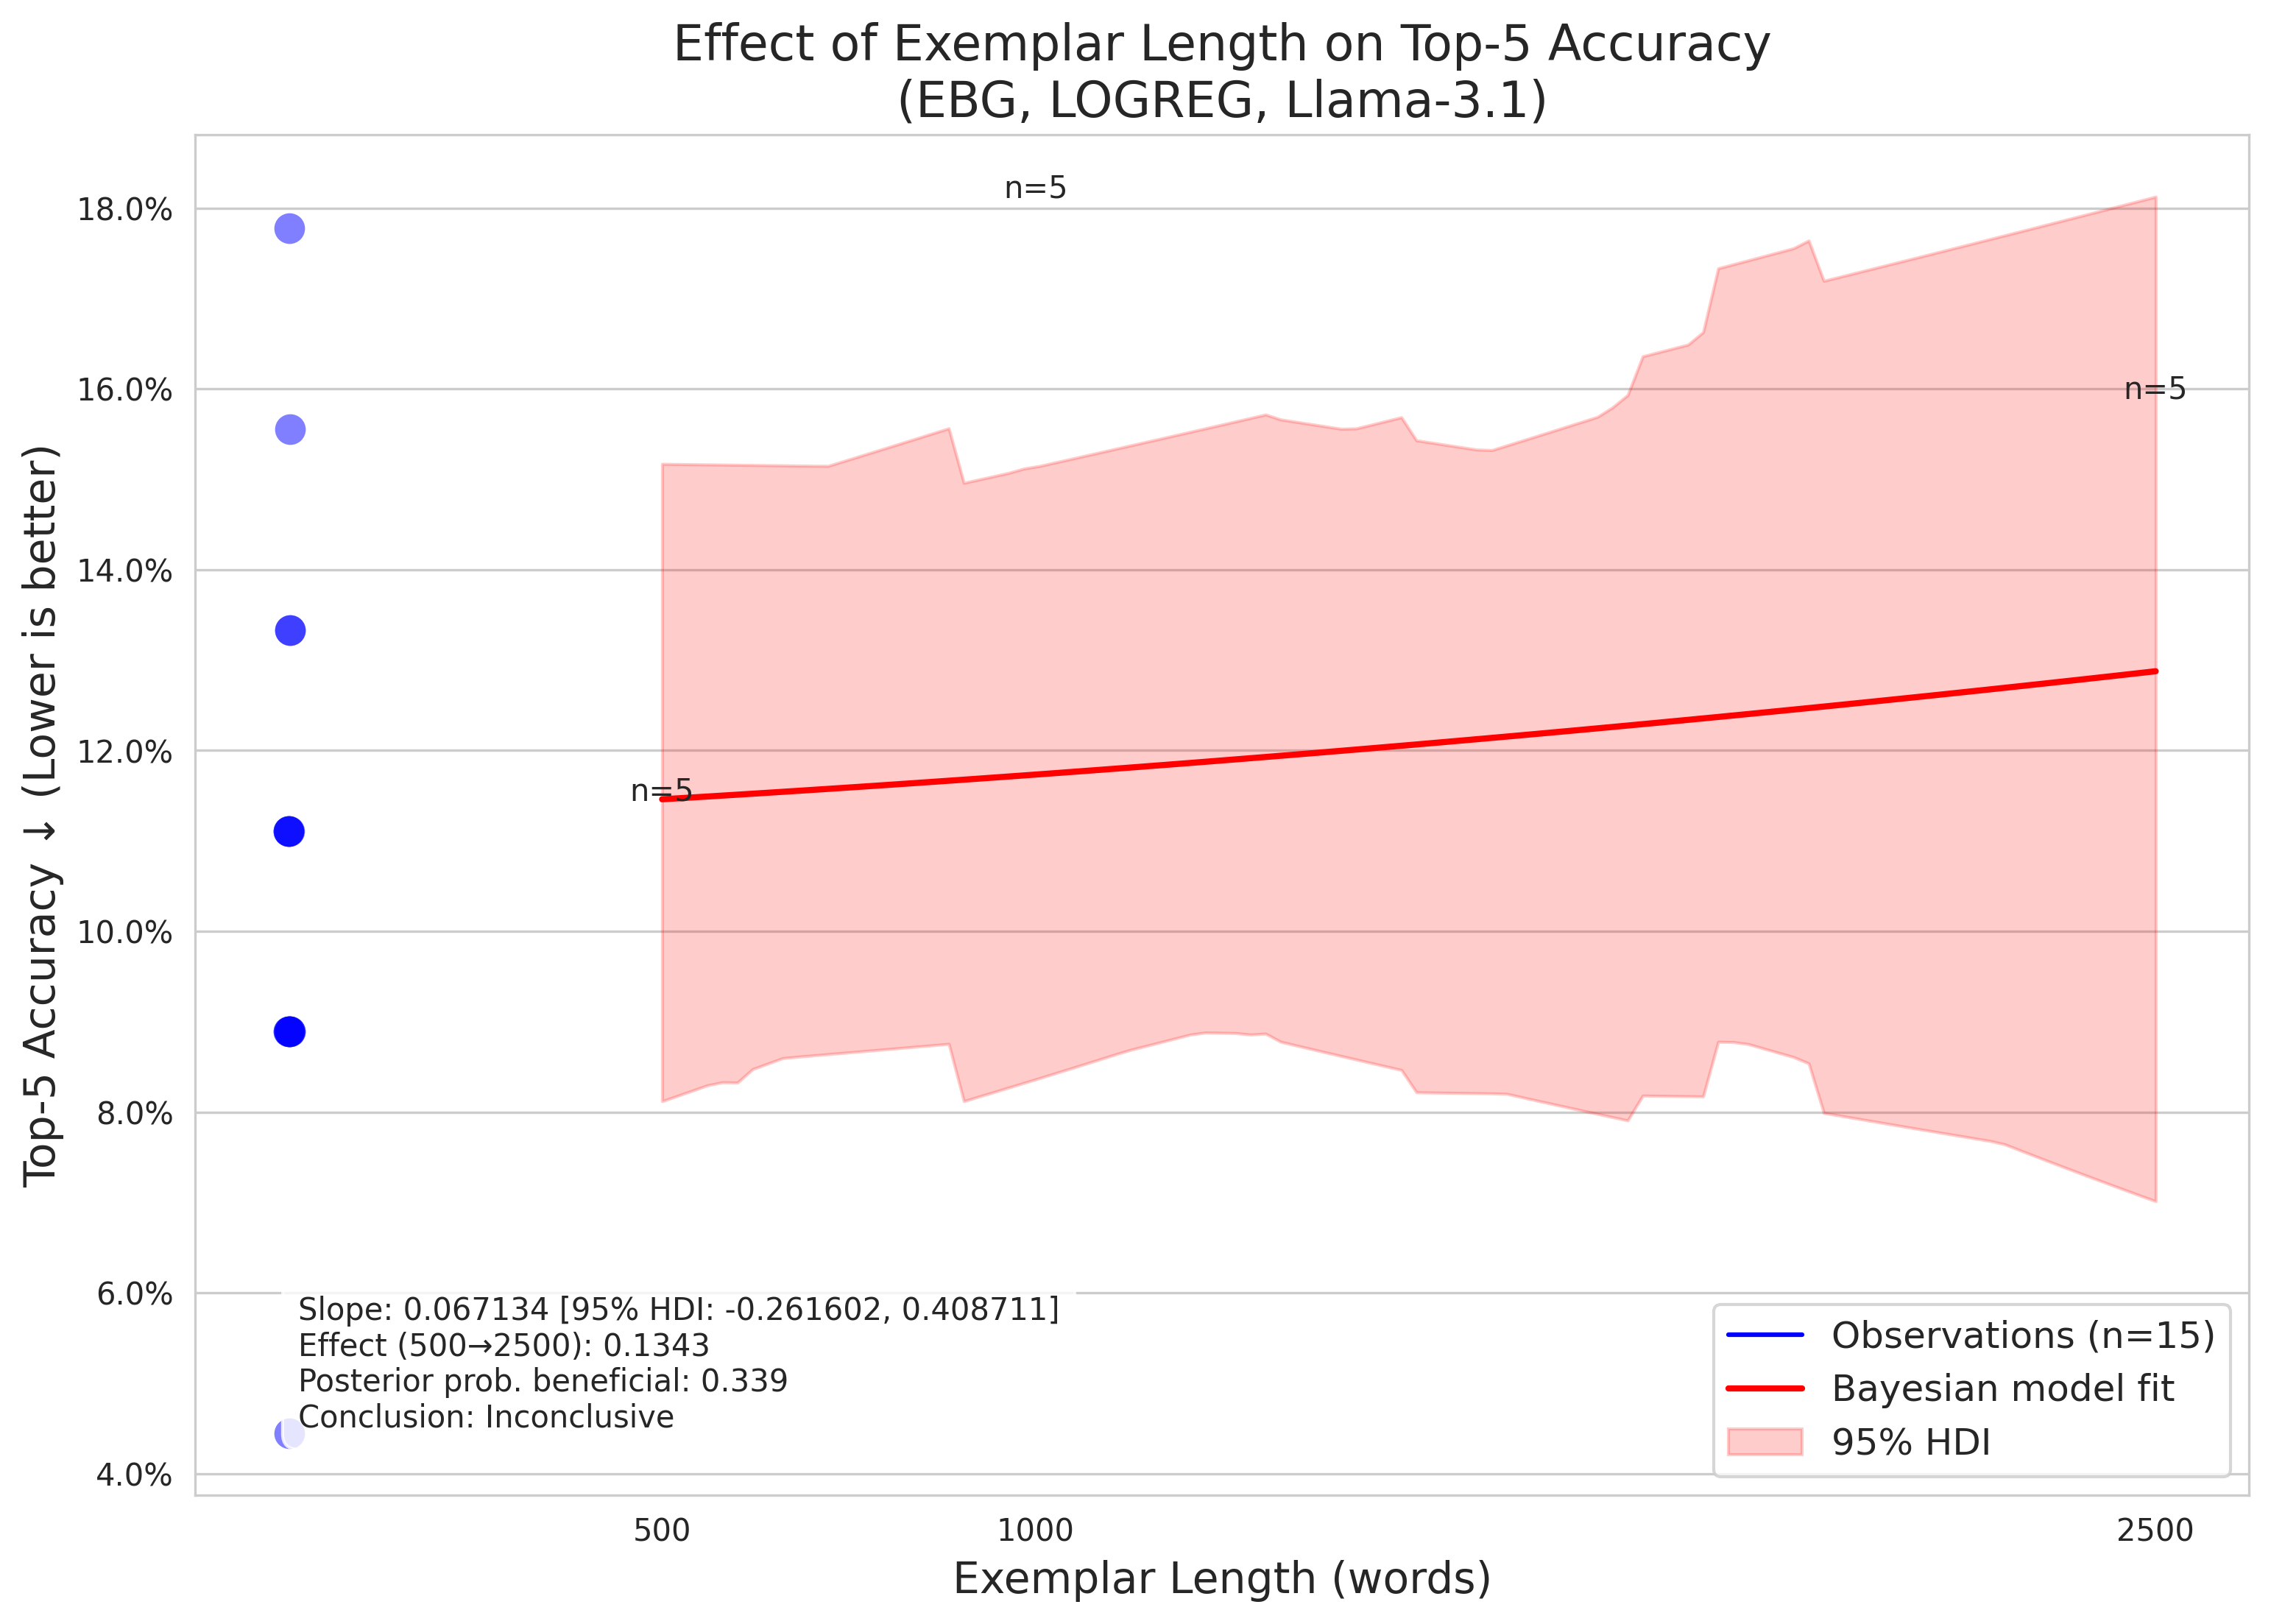 Effect of Exemplar Length on Top-5 Accuracy
(EBG, LOGREG, Llama-3.1)
n=5
18.0%
16.0%
n=5
14.0%
12.0%
n=5
10.0%
8.0%
6.0%
4.0%
Top-5 Accuracy ↓ (Lower is better)
Slope: 0.067134 [95% HDI: -0.261602, 0.408711]
Effect (500→2500): 0.1343
Posterior prob. beneficial: 0.339
Conclusion: Inconclusive
Observations (n=15)
Bayesian model fit
95% HDI
500
1000
2500
Exemplar Length (words)